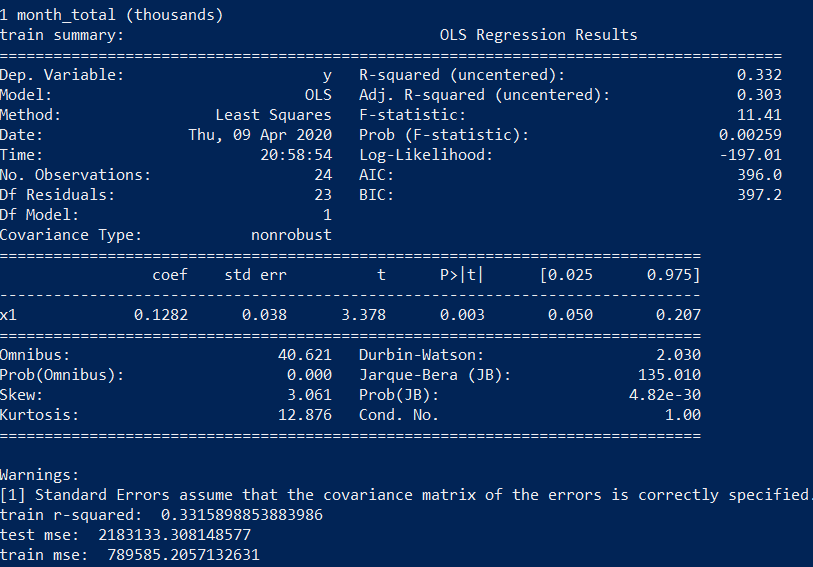 1 month_total (thousands)
train summary: OLS Regression Results
==============================================================================
Dep. Variable: y R-squared (uncentered): 0.332
Model: OLS Adj. R-squared (uncentered): 0.303
Method: Least Squares F-statistic: 11.41
Date: Thu, 09 Apr 2020 Prob (F-statistic): 0.00259
Time: 20:58:54 Log-Likelihood: -197.01
No. Observations: 24 AIC: 396.0
Df Residuals: 23 BIC: 397.2
Df Model: 1
Covariance Type: nonrobust
==============================================================================
coef std err t P>|t| [0.025 0.975]
------------------------------------------------------------------------------
x1 0.1282 0.038 3.378 0.003 0.050 0.207
==============================================================================
Omnibus: 40.621 Durbin-Watson: 2.030
Prob(Omnibus): 0.000 Jarque-Bera (JB): 135.010
Skew: 3.061 Prob(JB): 4.82e-30
Kurtosis: 12.876 Cond. No. 1.00
==============================================================================
Warnings:
[1] Standard Errors assume that the covariance matrix of the errors is correctly specified.
train r-squared: 0.3315898853883986
test mse: 2183133.308148577
train mse: 789585.2057132631